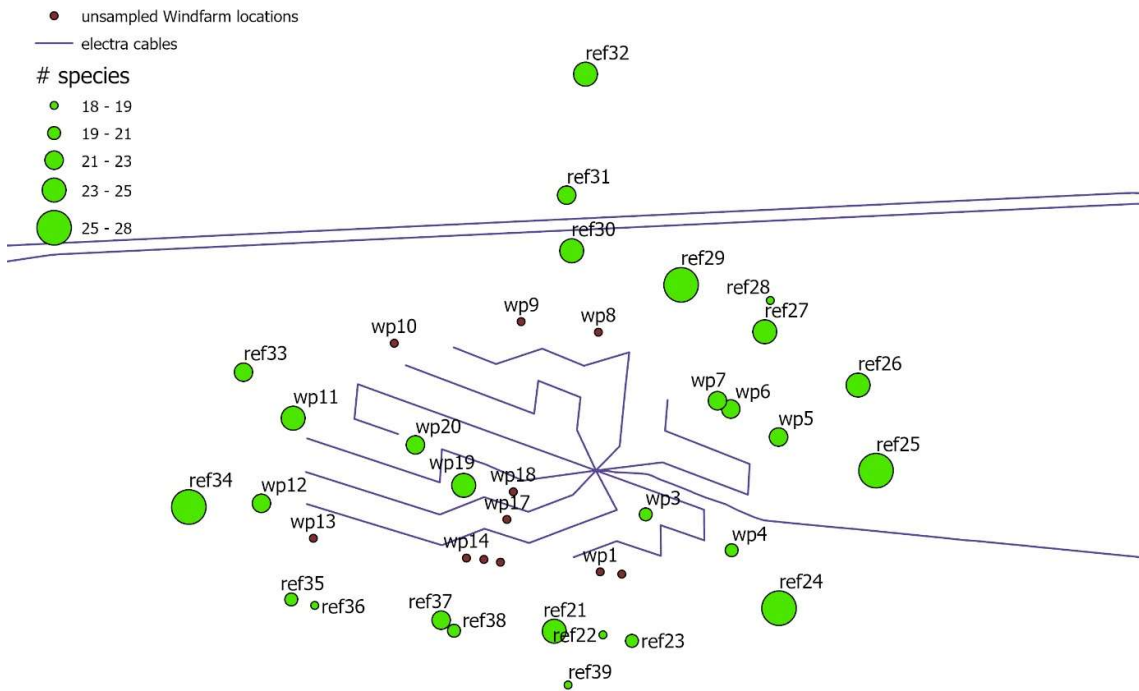 unsampled Windfarm locations
electra cables
# species
18 - 19
19 - 21
21 - 23
23 - 25
25 - 28
ref32
ref31
ref30
ref29
ref28
ref27
wp9
wp8
wp10
ref33
ref26
wp7
wp6
wp11
wp5
wp20
ref25
wp19
wp18
ref34
wp12
wp17
wp3
wp13
wp14
wp1
wp4
ref35
ref36
ref24
ref37
ref38
ref21
ref22
ref23
ref39